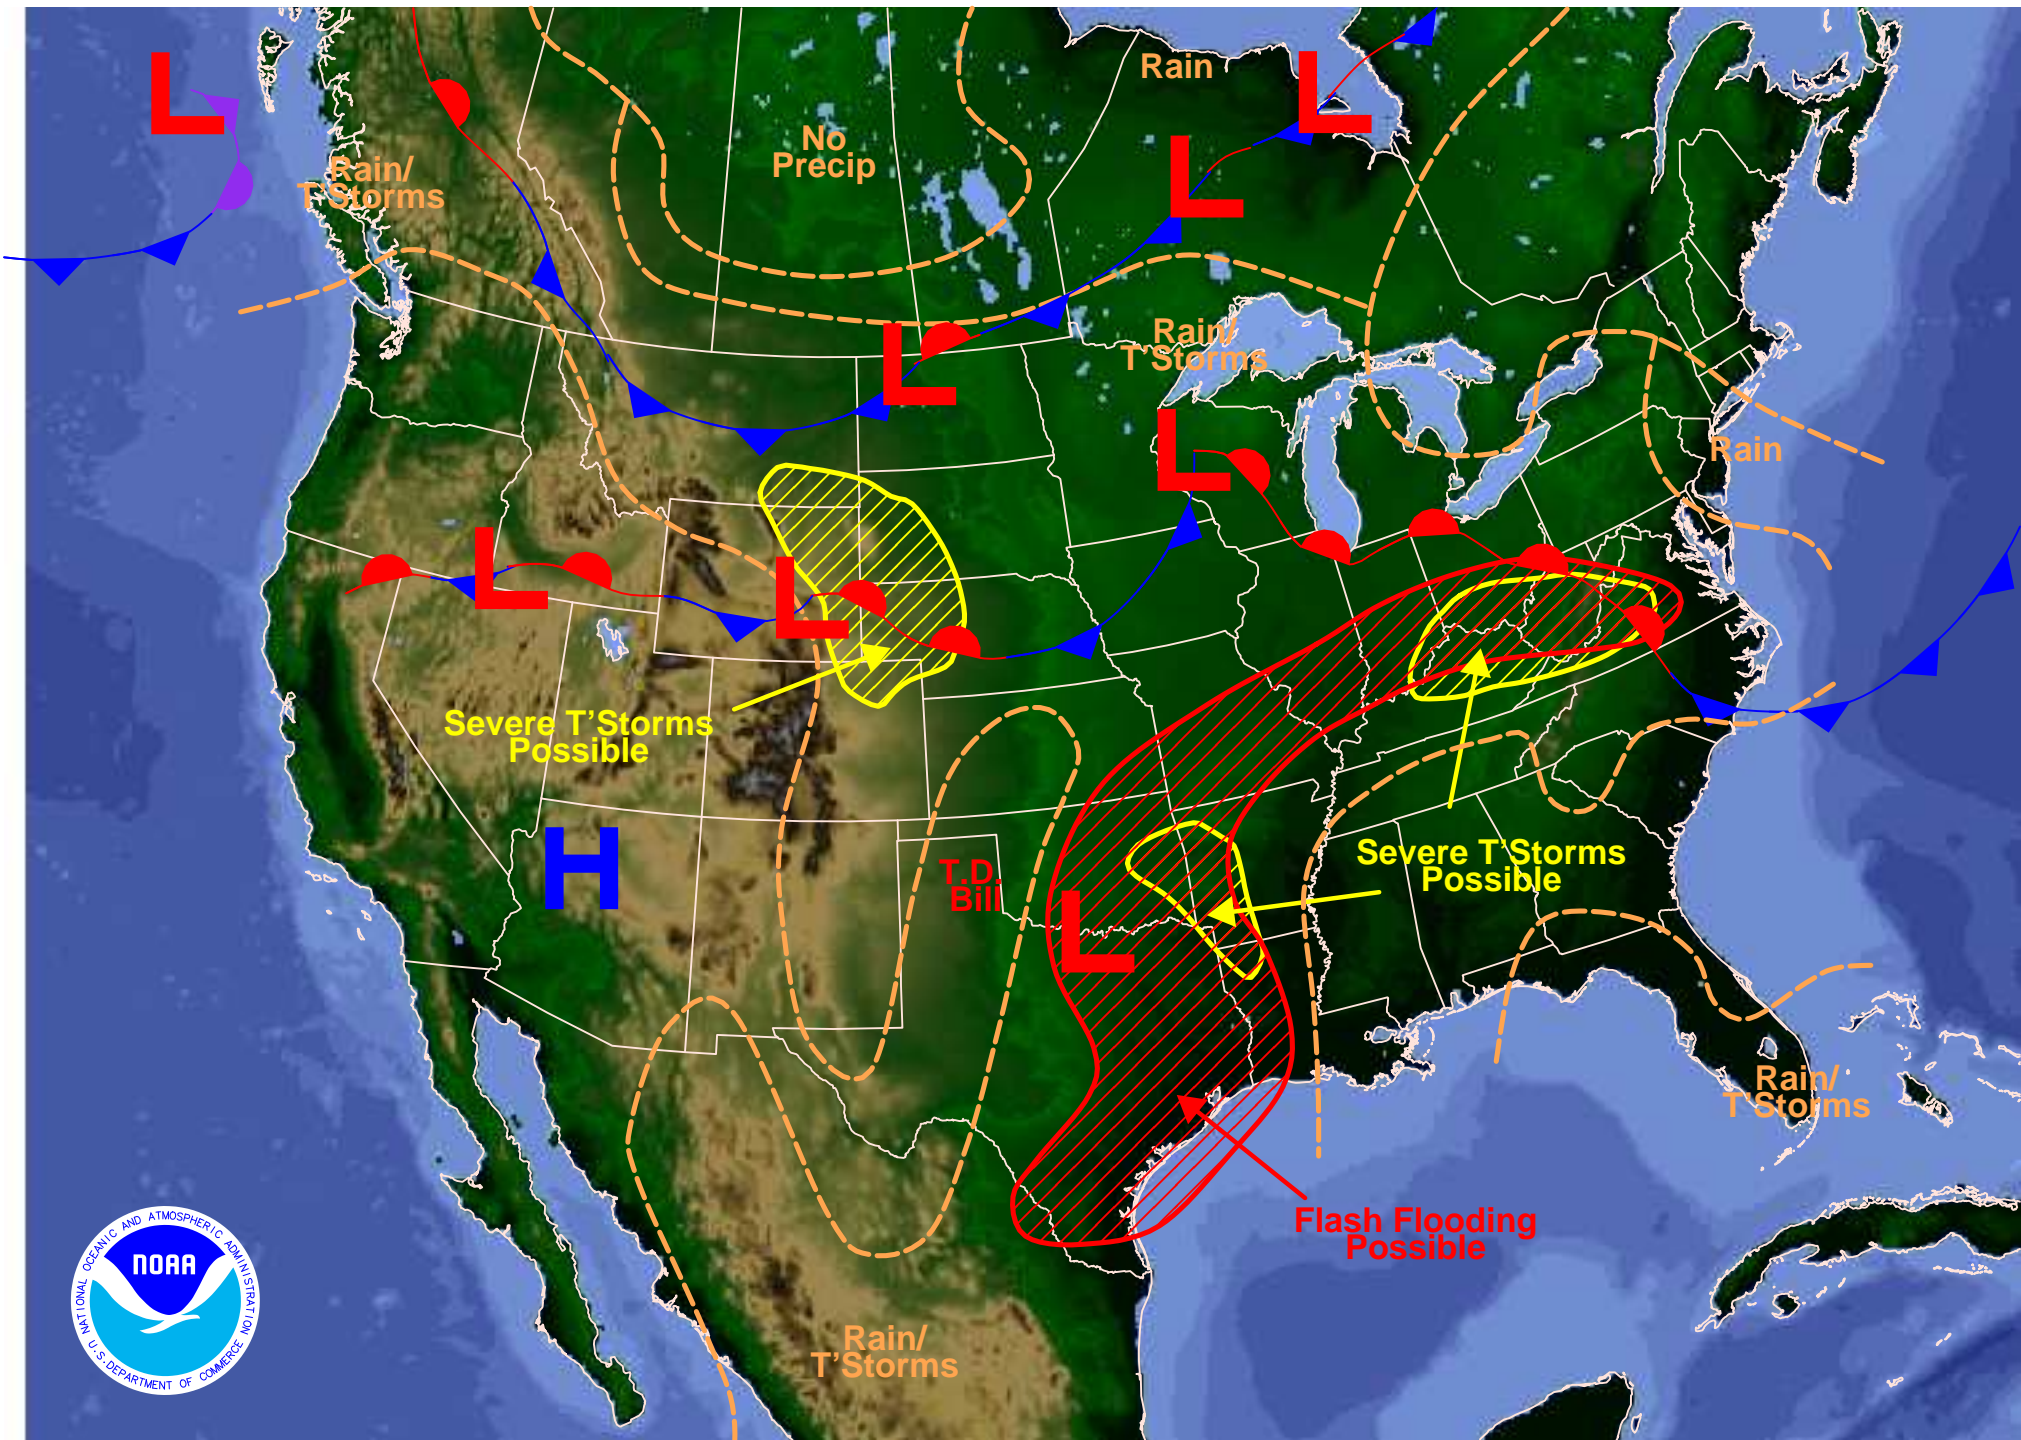 L
Rain
L
No
Precip
L
Rain/
T'Storms
L
Rain/
T'Storms
L
Rain
L
L
Severe T'Storms
Possible
H
T.D.
Bill
L
Severe T'Storms
Possible
Rain/
T'Storms
Flash Flooding
Possible
NATIONAL OCEANIC AND ATMOSPHERIC ADMINISTRATION
NOAA
U.S. DEPARTMENT OF COMMERCE
Rain/
T'Storms